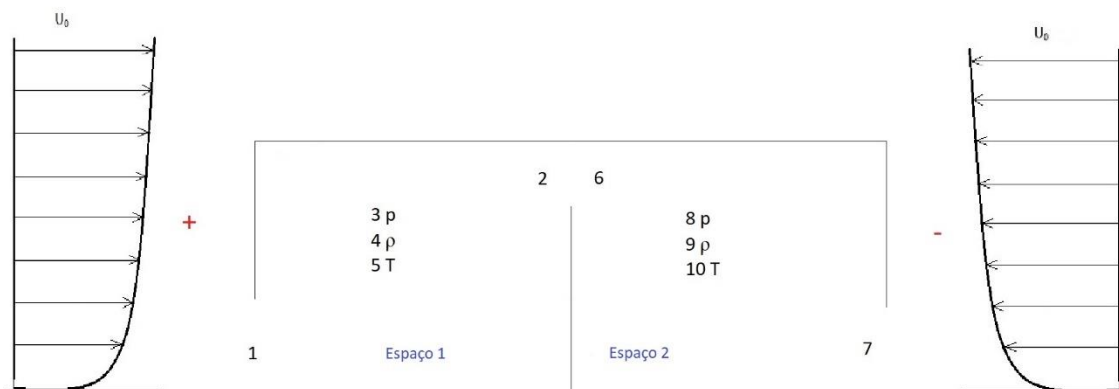 U₀
U₀
2 6
+
3 p
4 ρ
5 T
8 p
9 ρ
10 T
-
1
Espaço 1
Espaço 2
7